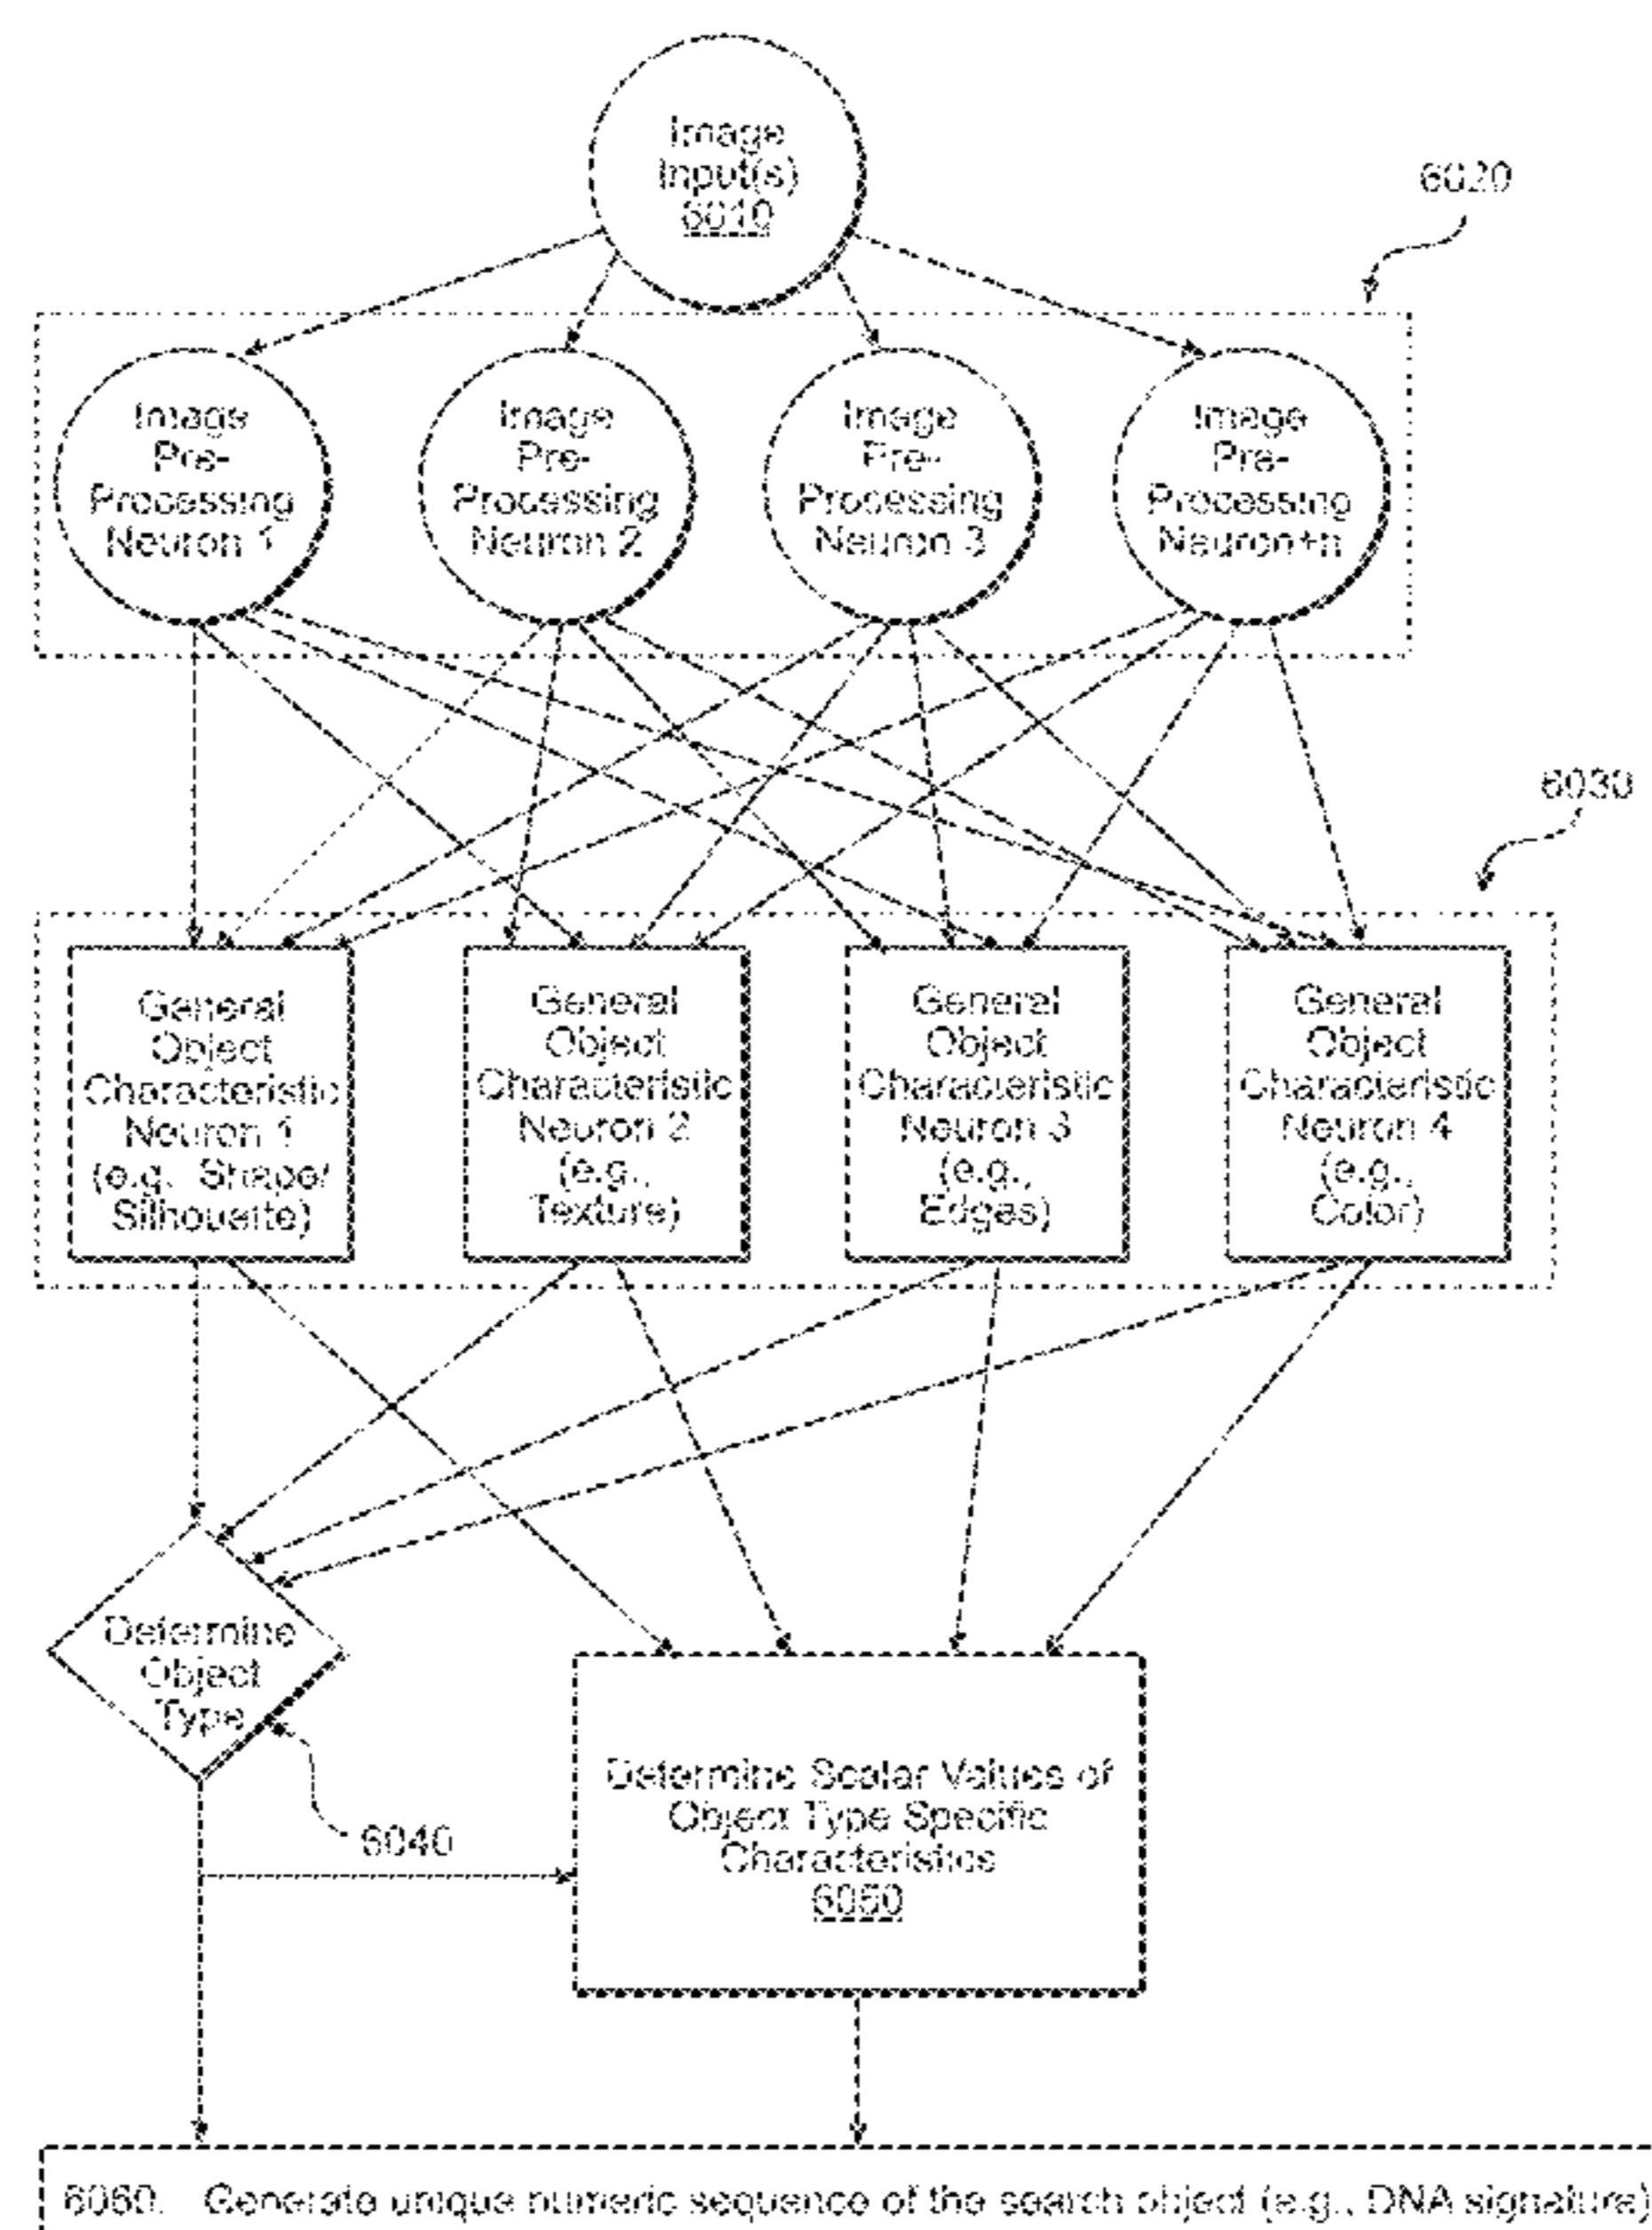 Image
Input(s)
6010
6020
Image
Pre-
Processing
Neuron 1
Image
Pre-
Processing
Neuron 2
Image
Pre-
Processing
Neuron 3
Image
Pre-
Processing
Neuron+n
6030
General
Object
Characteristic
Neuron 1
(e.g. Shape/
Silhouette)
General
Object
Characteristic
Neuron 2
(e.g.,
Texture)
General
Object
Characteristic
Neuron 3
(e.g.,
Edges)
General
Object
Characteristic
Neuron 4
(e.g.,
Color)
Determine
Object
Type
6040
Determine Scalar Values of
Object Type Specific
Characteristics
6050
6060. Generate unique numeric sequence of the search object (e.g., DNA signature)